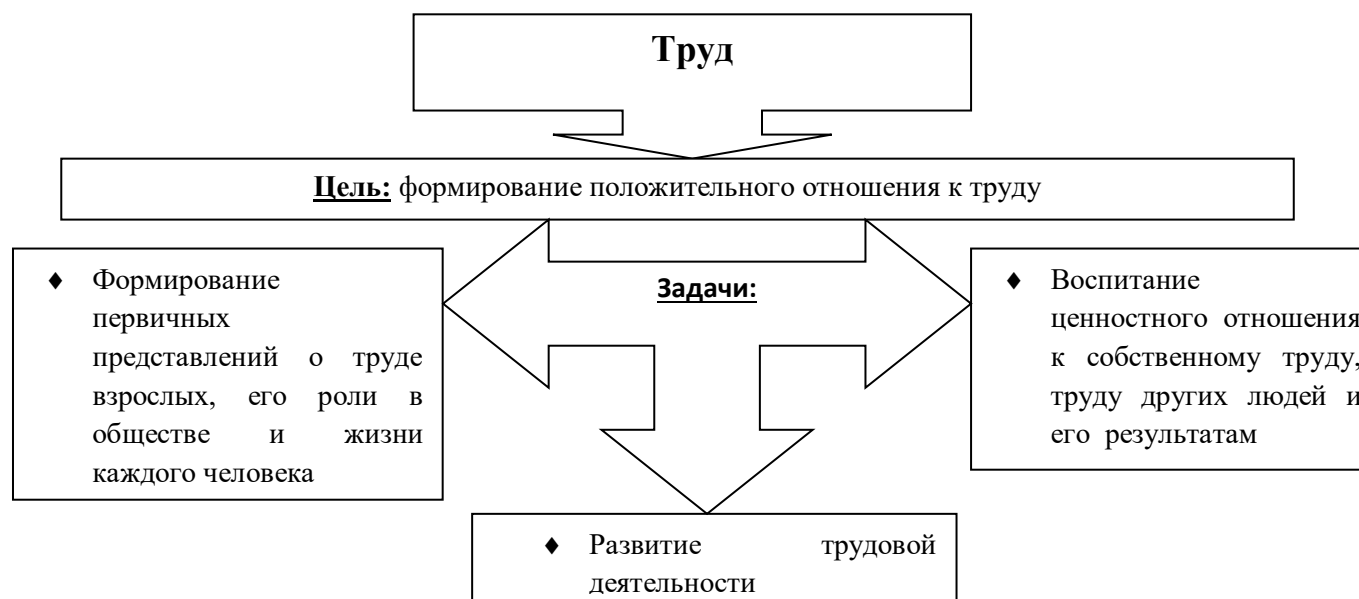 Труд
Цель: формирование положительного отношения к труду
Задачи:
♦ Формирование
первичных
представлений о труде
взрослых, его роли в
обществе и жизни
каждого человека
♦ Воспитание
ценностного отношения
к собственному труду,
труду других людей и
его результатам
♦ Развитие трудовой
деятельности